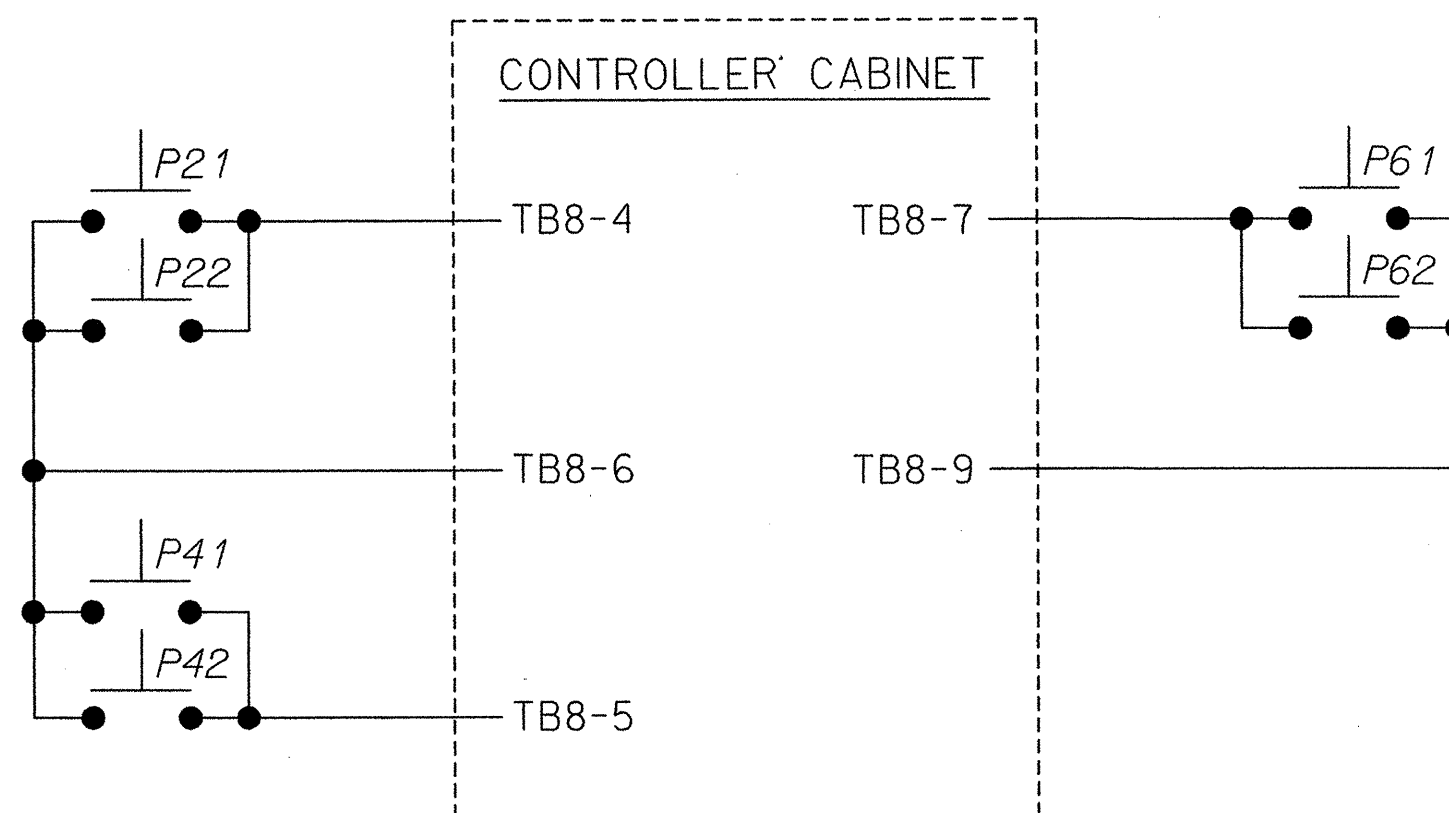 CONTROLLER CABINET
P21
P22
TB8-4
TB8-7
P61
P62
TB8-6
TB8-9
P41
P42
TB8-5